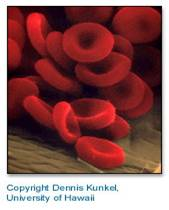 Copyright Dennis Kunkel,
University of Hawaii